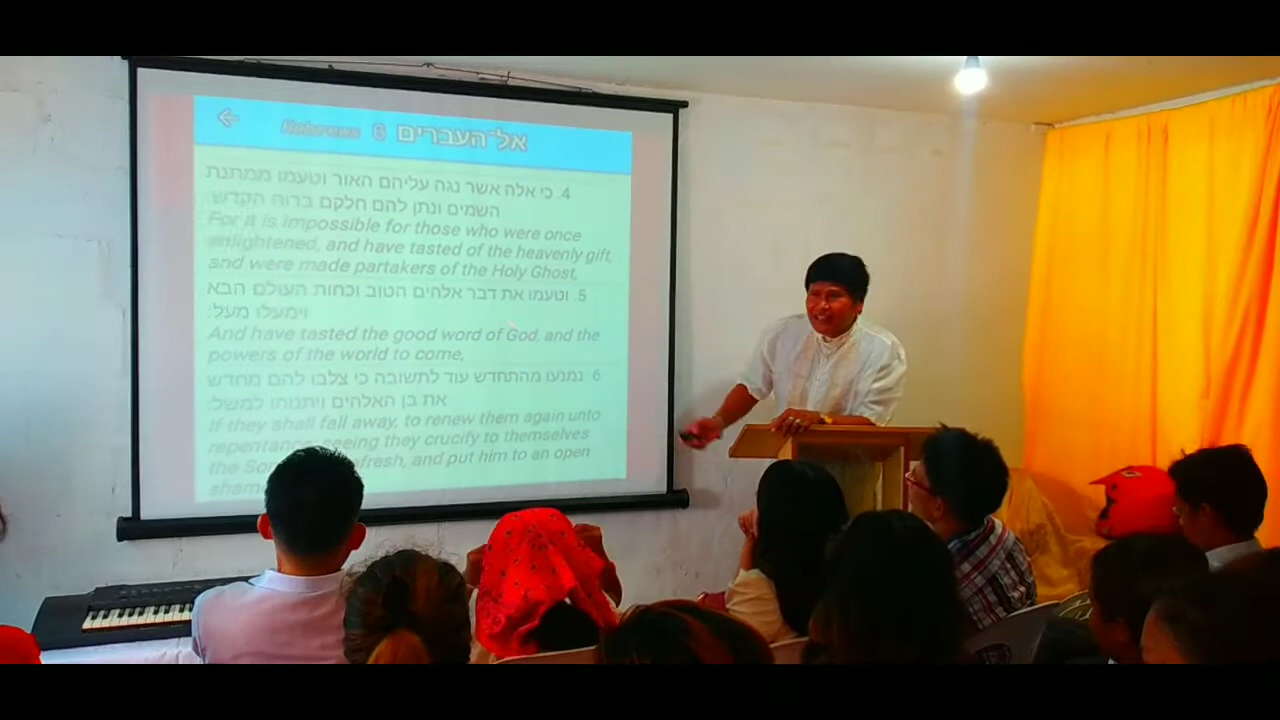 Hebrews 6 אל־העברים
4. כי אלה אשר נגה עליהם האור וטעמו ממתנת
השמים ונתן להם חלקם ברוח הקדש
For it is impossible for those who were once
enlightened, and have tasted of the heavenly gift,
and were made partakers of the Holy Ghost,
5. וטעמו את דבר אלהים הטוב וכחות העולם הבא
וימעלו מעל:
And have tasted the good word of God, and the
powers of the world to come,
6 נמנעו מהתחדש עוד לתשובה כי צלבו להם מחדש
את בן האלהים ויתנוהו למשל:
If they shall fall away, to renew them again unto
repentance, seeing they crucify to themselves
the Son afresh, and put him to an open